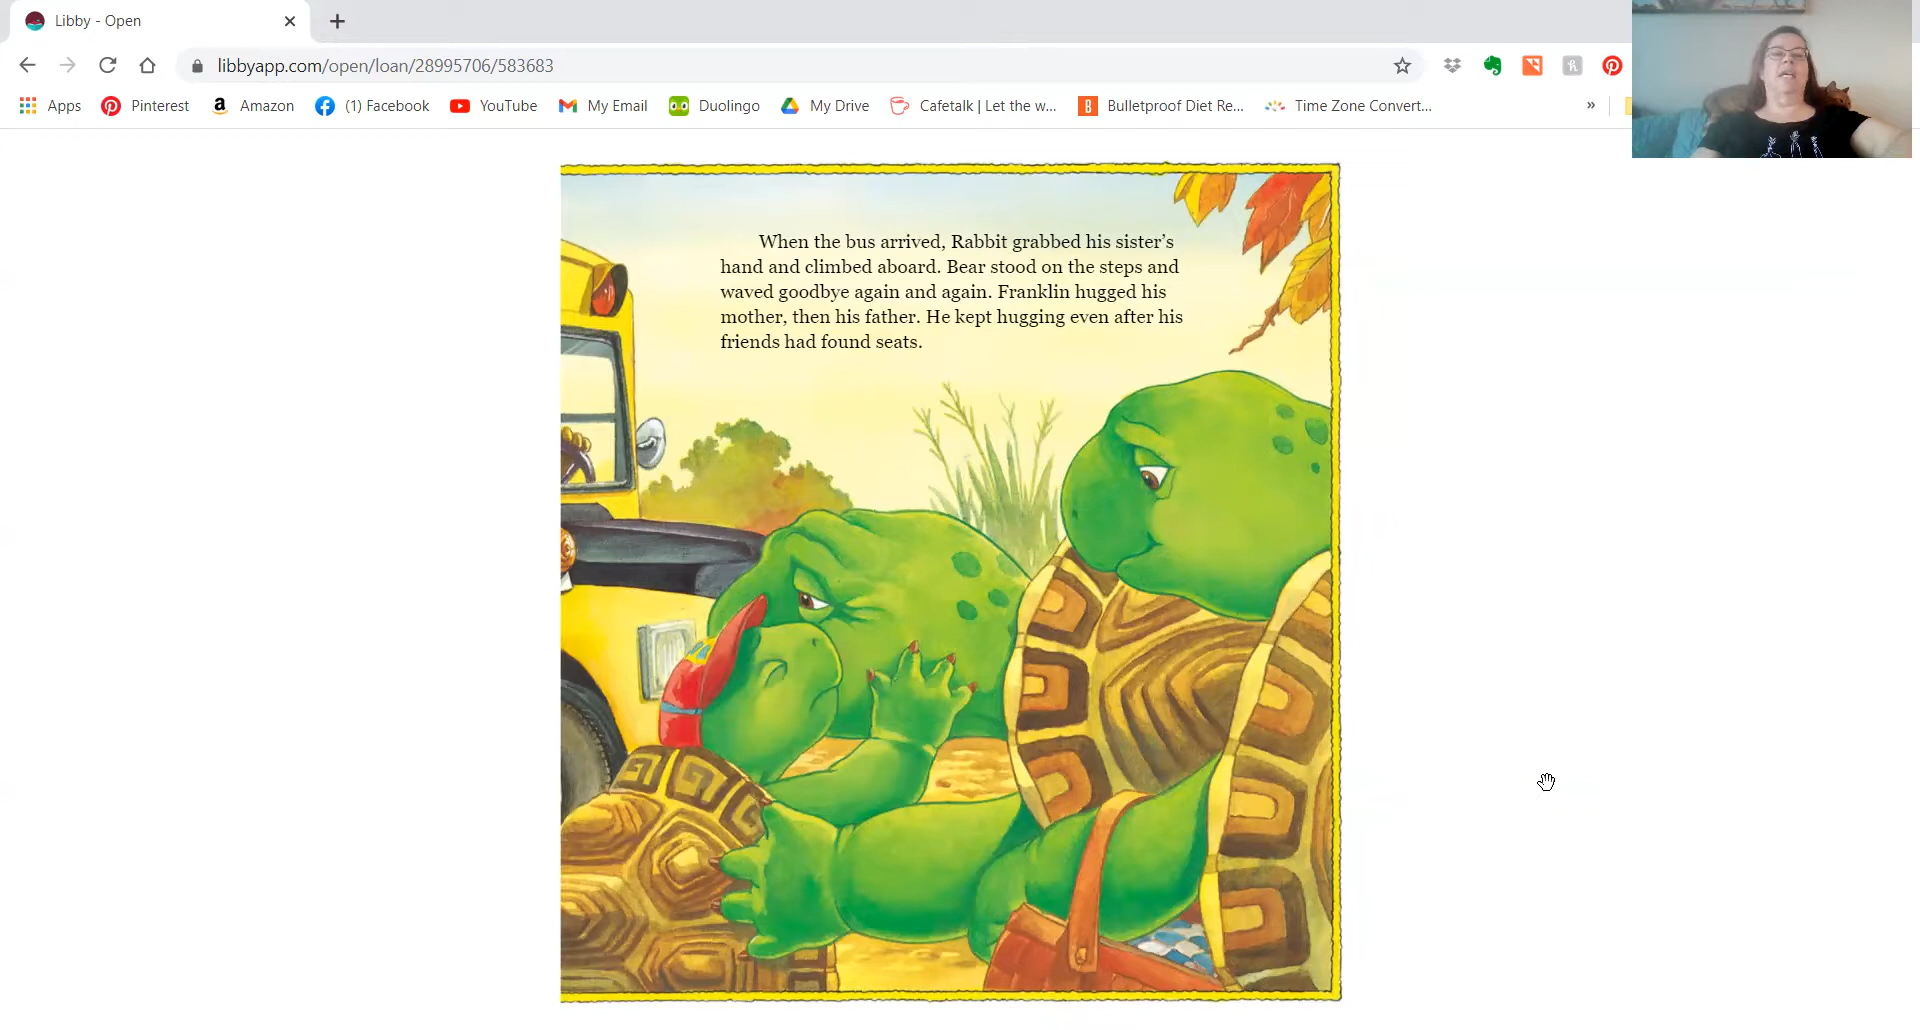 Libby - Open
libbyapp.com/open/loan/28995706/583683
Apps Pinterest Amazon (1) Facebook YouTube My Email Duolingo My Drive Cafetalk | Let the w... Bulletproof Diet Re... Time Zone Convert... »
When the bus arrived, Rabbit grabbed his sister's
hand and climbed aboard. Bear stood on the steps and
waved goodbye again and again. Franklin hugged his
mother, then his father. He kept hugging even after his
friends had found seats.